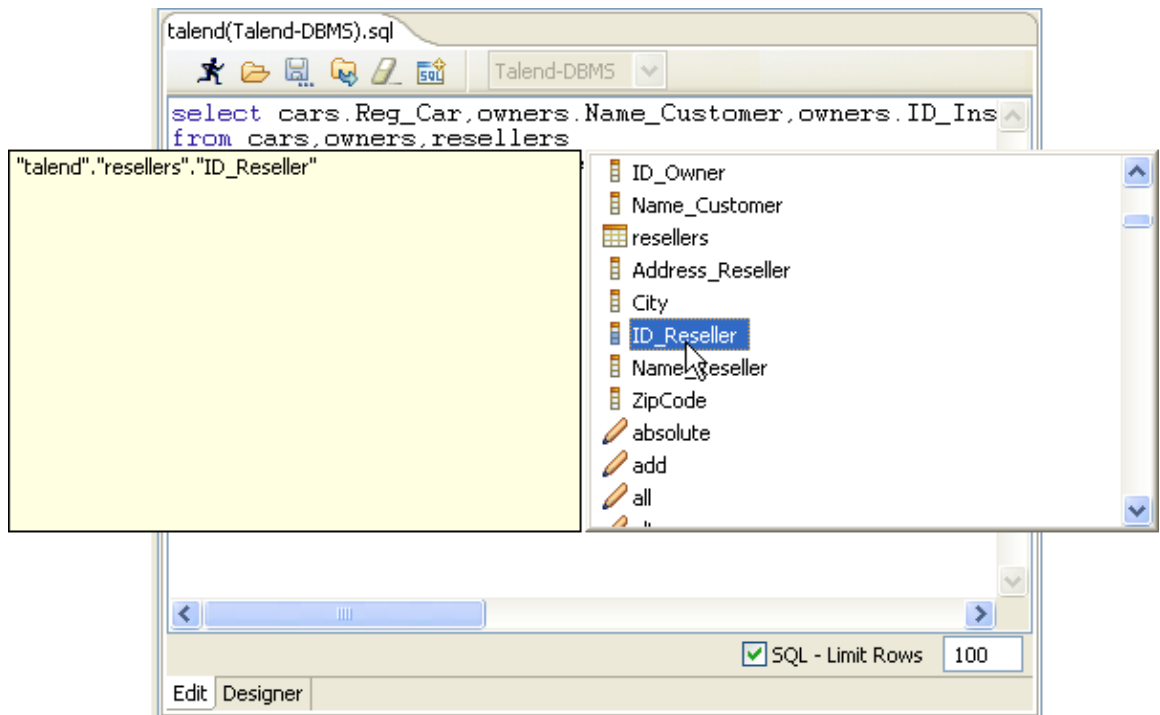 talend(Talend-DBMS).sql
Talend-DBMS
select cars.Reg_Car,owners.Name_Customer,owners.ID_Ins
from cars,owners,resellers
"talend"."resellers"."ID_Reseller"
ID_Owner
Name_Customer
resellers
Address_Reseller
City
ID_Reseller
Name_Reseller
ZipCode
absolute
add
all
SQL - Limit Rows 100
Edit Designer